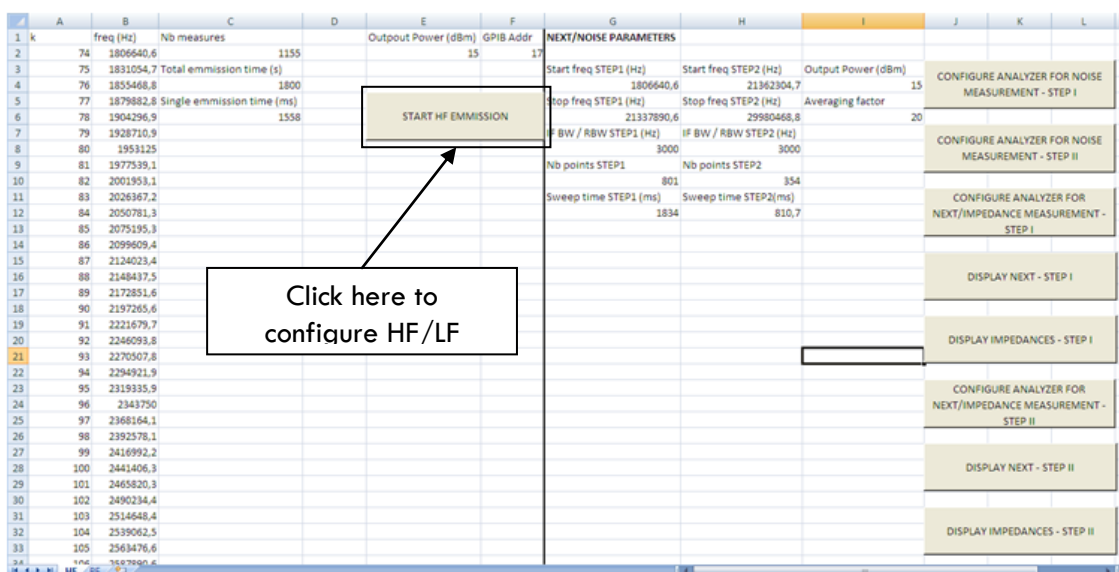 A B C D E F G H I J K L
1 k freq (Hz) Nb measures Outpout Power (dBm) GPIB Addr NEXT/NOISE PARAMETERS
2 74 1806640,6 1155 15 17
3 75 1831054,7 Total emmission time (s) Start freq STEP1 (Hz) Start freq STEP2 (Hz) Output Power (dBm)
4 76 1855468,8 1800 1806640,6 21362304,7 15
5 77 1879882,8 Single emmission time (ms) Stop freq STEP1 (Hz) Stop freq STEP2 (Hz) Averaging factor
6 78 1904296,9 1558 21337890,6 29980468,8 20
7 79 1928710,9 IF BW / RBW STEP1 (Hz) IF BW / RBW STEP2 (Hz)
8 80 1953125 3000 3000
9 81 1977539,1 Nb points STEP1 Nb points STEP2
10 82 2001953,1 801 354
11 83 2026367,2 Sweep time STEP1 (ms) Sweep time STEP2(ms)
12 84 2050781,3 1834 810,7
13 85 2075195,3
14 86 2099609,4
15 87 2124023,4
16 88 2148437,5
17 89 2172851,6
18 90 2197265,6
19 91 2221679,7
20 92 2246093,8
21 93 2270507,8
22 94 2294921,9
23 95 2319335,9
24 96 2343750
25 97 2368164,1
26 98 2392578,1
27 99 2416992,2
28 100 2441406,3
29 101 2465820,3
30 102 2490234,4
31 103 2514648,4
32 104 2539062,5
33 105 2563476,6
34 106 2587890,6
START HF EMMISSION
Click here to
configure HF/LF
CONFIGURE ANALYZER FOR NOISE
MEASUREMENT - STEP I
CONFIGURE ANALYZER FOR NOISE
MEASUREMENT - STEP II
CONFIGURE ANALYZER FOR
NEXT/IMPEDANCE MEASUREMENT -
STEP I
DISPLAY NEXT - STEP I
DISPLAY IMPEDANCES - STEP I
CONFIGURE ANALYZER FOR
NEXT/IMPEDANCE MEASUREMENT -
STEP II
DISPLAY NEXT - STEP II
DISPLAY IMPEDANCES - STEP II
HF